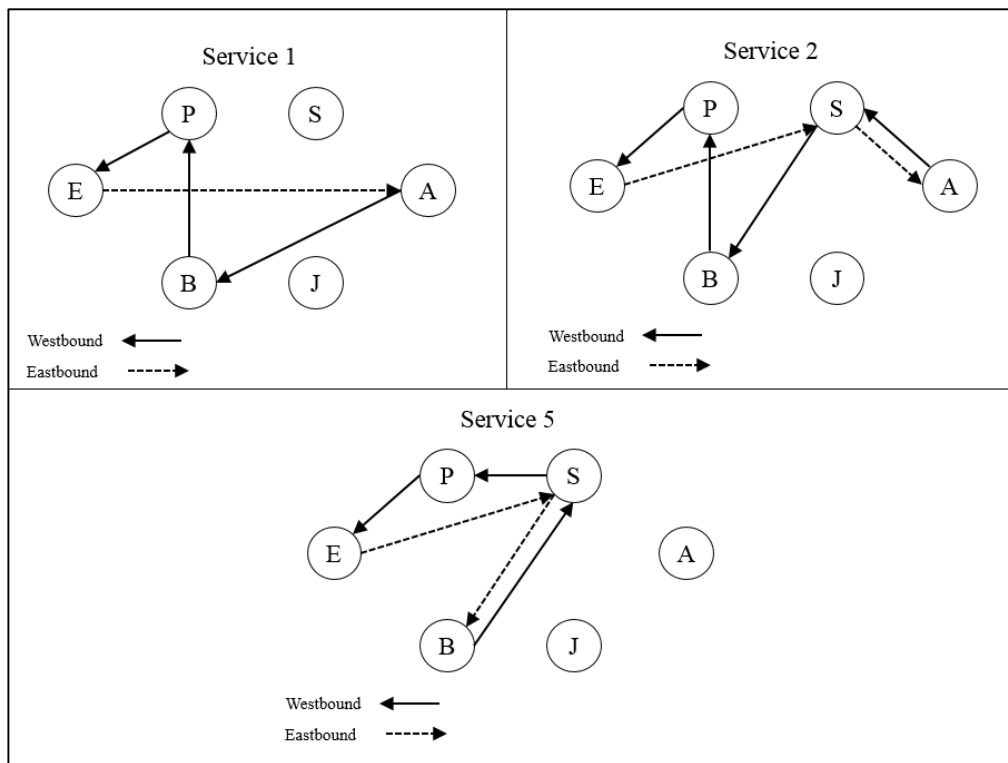 Service 1
P
S
E
A
B
J
Westbound
Eastbound
Service 2
P
S
E
A
B
J
Westbound
Eastbound
Service 5
P
S
E
A
B
J
Westbound
Eastbound